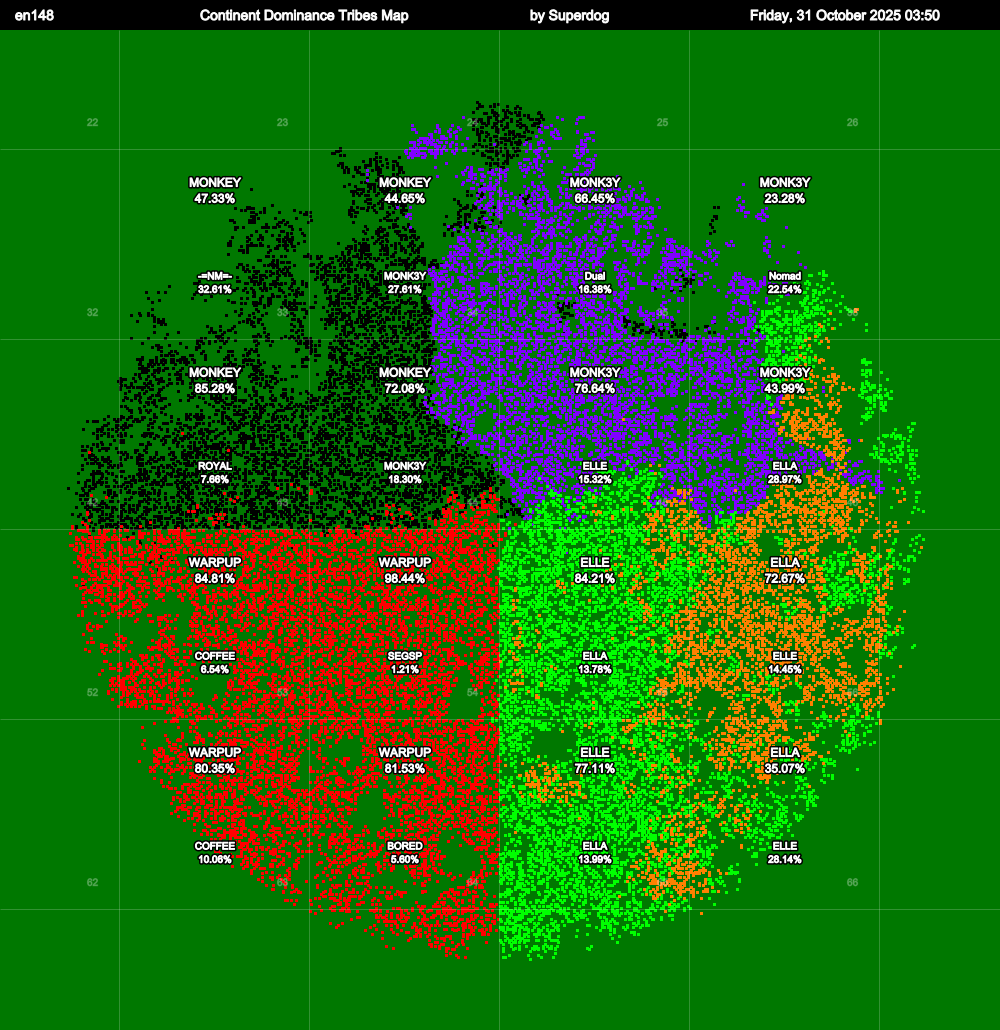 en148 Continent Dominance Tribes Map by Superdog Friday, 31 October 2025 03:50
22 23 25 26
MONKEY MONKEY MONK3Y MONK3Y
47.33% 44.65% 66.45% 23.28%
-=NM=- MONK3Y Dual Nomad
32.61% 27.61% 16.38% 22.54%
32 33 34 35
MONKEY MONKEY MONK3Y MONK3Y
85.28% 72.08% 76.64% 43.99%
ROYAL MONK3Y ELLE ELLA
7.66% 18.30% 15.32% 28.97%
WARPUP WARPUP ELLE ELLA
84.81% 98.44% 84.21% 72.67%
COFFEE SEGSP ELLA ELLE
6.54% 1.21% 13.78% 14.45%
52 53 54
WARPUP WARPUP ELLE ELLA
80.35% 81.53% 77.11% 35.07%
COFFEE BORED ELLA ELLE
10.06% 5.60% 13.99% 28.14%
62 63 64 66